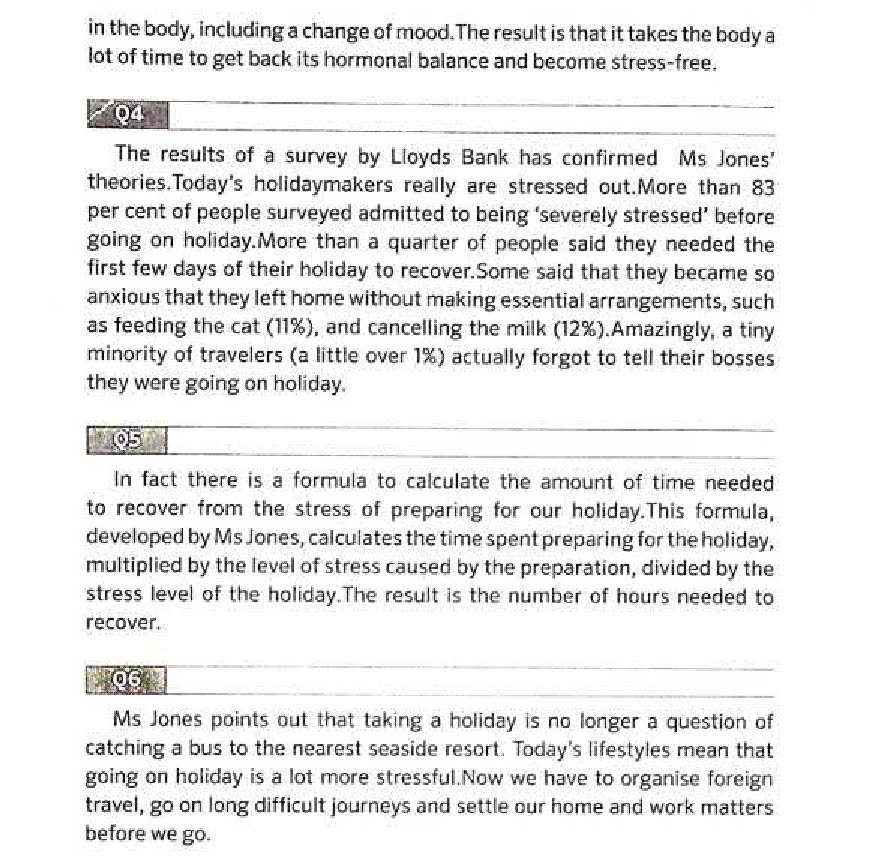 in the body, including a change of mood.The result is that it takes the body a
lot of time to get back its hormonal balance and become stress-free.
Q4
The results of a survey by Lloyds Bank has confirmed Ms Jones'
theories.Today's holidaymakers really are stressed out.More than 83
per cent of people surveyed admitted to being 'severely stressed' before
going on holiday.More than a quarter of people said they needed the
first few days of their holiday to recover.Some said that they became so
anxious that they left home without making essential arrangements, such
as feeding the cat (11%), and cancelling the milk (12%).Amazingly, a tiny
minority of travelers (a little over 1%) actually forgot to tell their bosses
they were going on holiday.
Q5
In fact there is a formula to calculate the amount of time needed
to recover from the stress of preparing for our holiday.This formula,
developed by Ms Jones, calculates the time spent preparing for the holiday,
multiplied by the level of stress caused by the preparation, divided by the
stress level of the holiday.The result is the number of hours needed to
recover.
Q6
Ms Jones points out that taking a holiday is no longer a question of
catching a bus to the nearest seaside resort. Today's lifestyles mean that
going on holiday is a lot more stressful.Now we have to organise foreign
travel, go on long difficult journeys and settle our home and work matters
before we go.